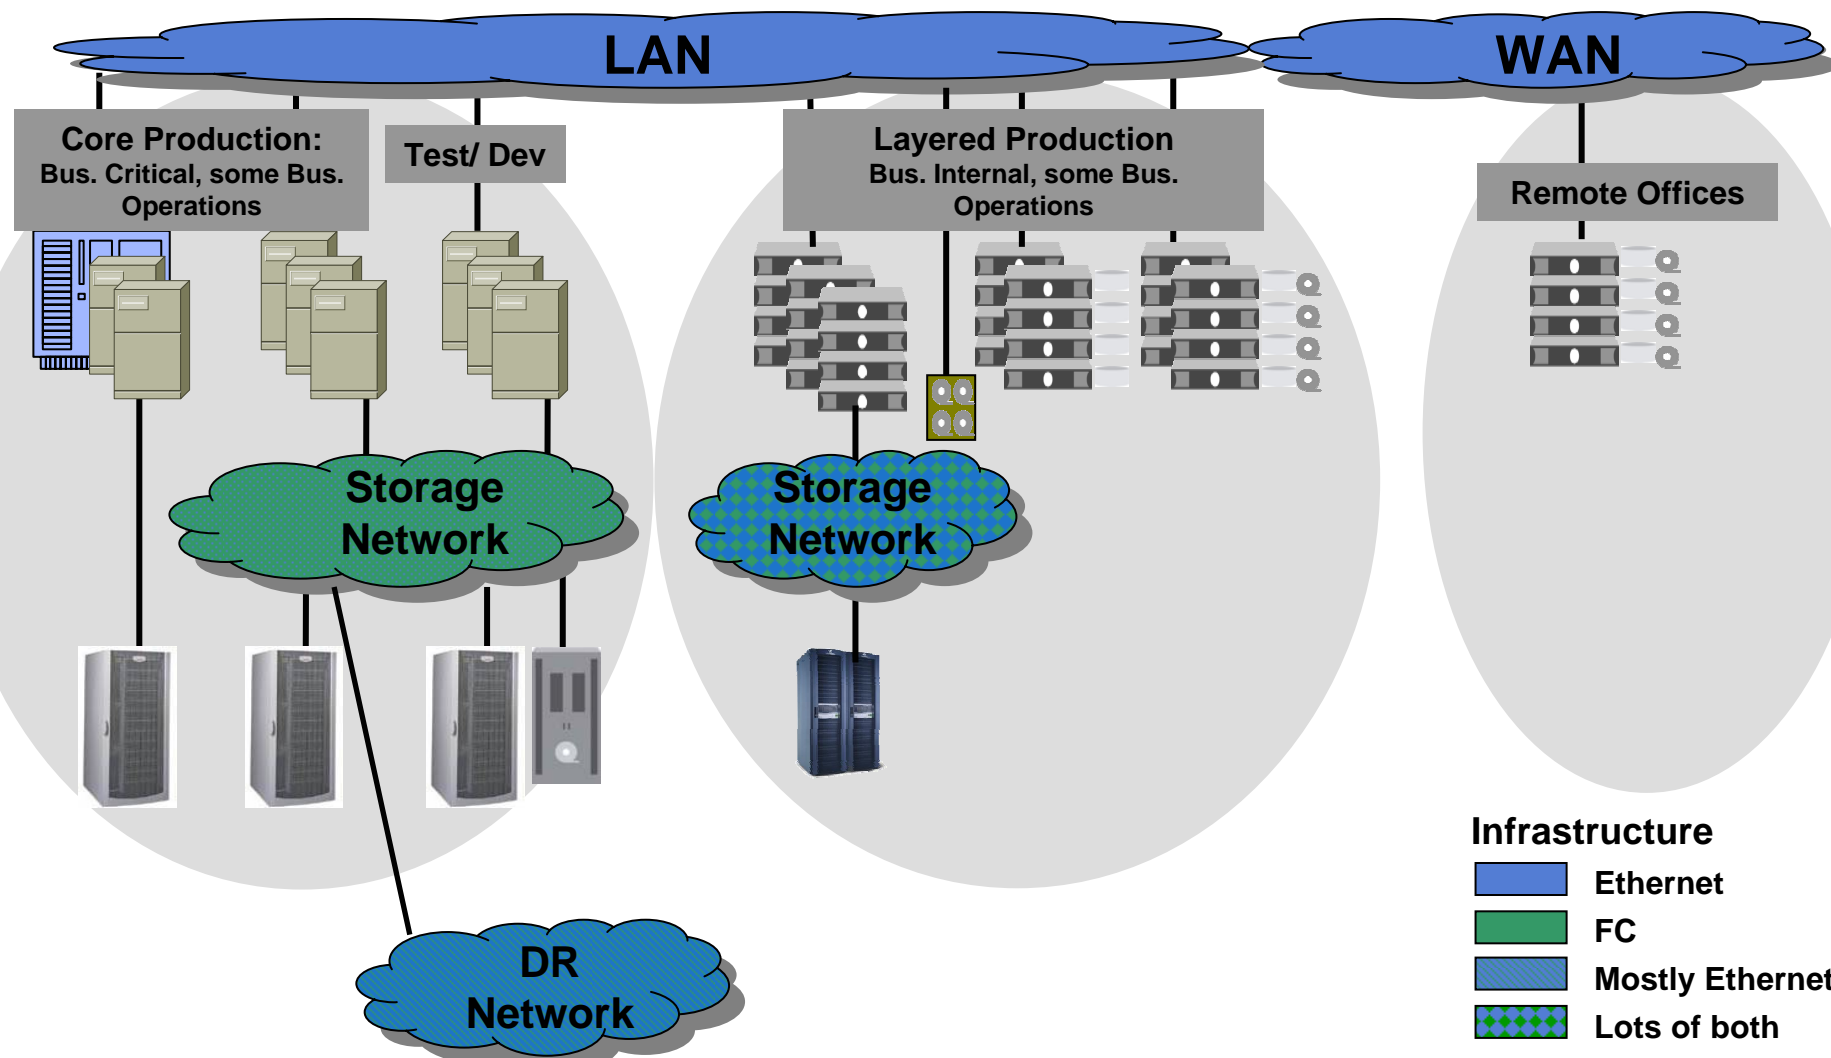 LAN
WAN
Core Production:
Bus. Critical, some Bus.
Operations
Test/ Dev
Layered Production
Bus. Internal, some Bus.
Operations
Remote Offices
Storage
Network
Storage
Network
DR
Network
Infrastructure
Ethernet
FC
Mostly Ethernet
Lots of both